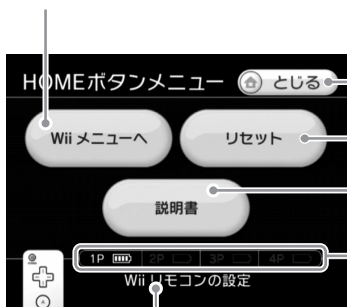 HOMEボタンメニュー とじる
Wii メニューへ リセット
説明書
1P 2P 3P 4P
Wii リモコンの設定